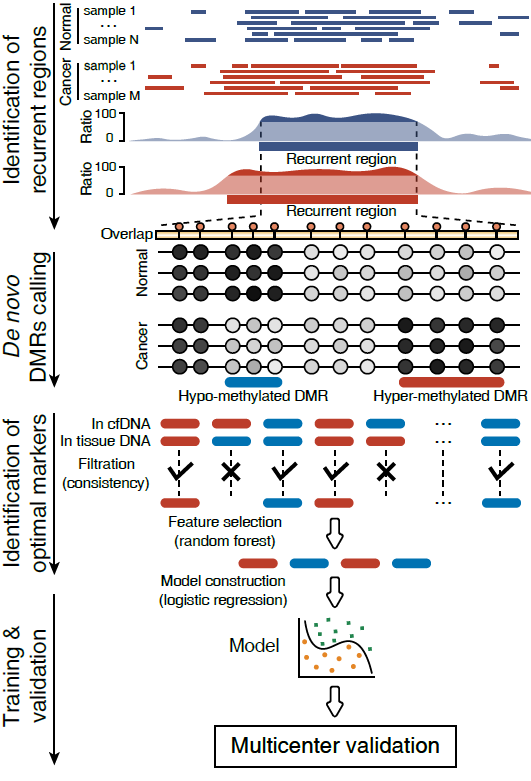 Identification of
recurrent regions
Normal
sample 1
...
sample N
Cancer
sample 1
...
sample M
Ratio
100
0
Recurrent region
Ratio
100
0
Recurrent region
Overlap
De novo
DMRs calling
Normal
Cancer
Hypo-methylated DMR
Hyper-methylated DMR
Identification of
optimal markers
In cfDNA
...
In tissue DNA
...
Filtration
(consistency)
...
Feature selection
(random forest)
Model construction
(logistic regression)
Training &
validation
Model
Multicenter validation